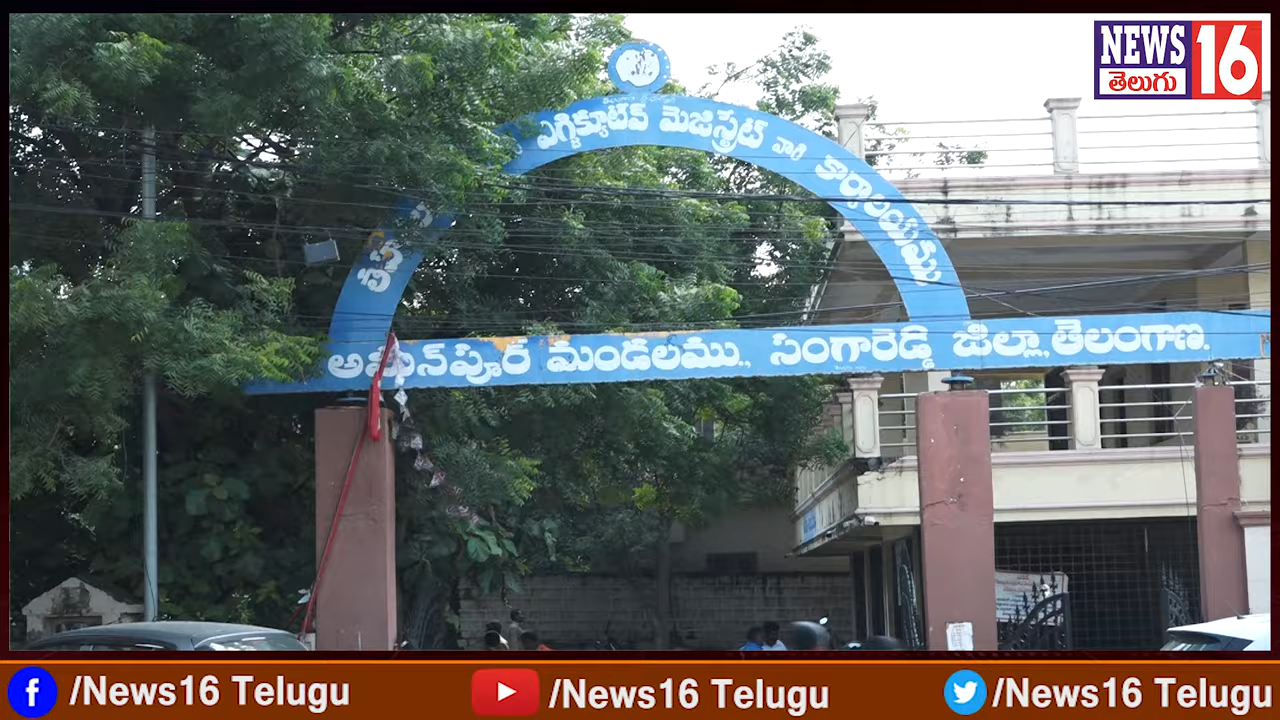 NEWS 16
తెలుగు
ఎగ్జిక్యూటివ్ మెజిస్ట్రేట్ వారి కార్యాలయము
అమీన్‌పూర్ మండలము., సంగారెడ్డి జిల్లా.,తెలంగాణ.
/News16 Telugu
/News16 Telugu
/News16 Telugu